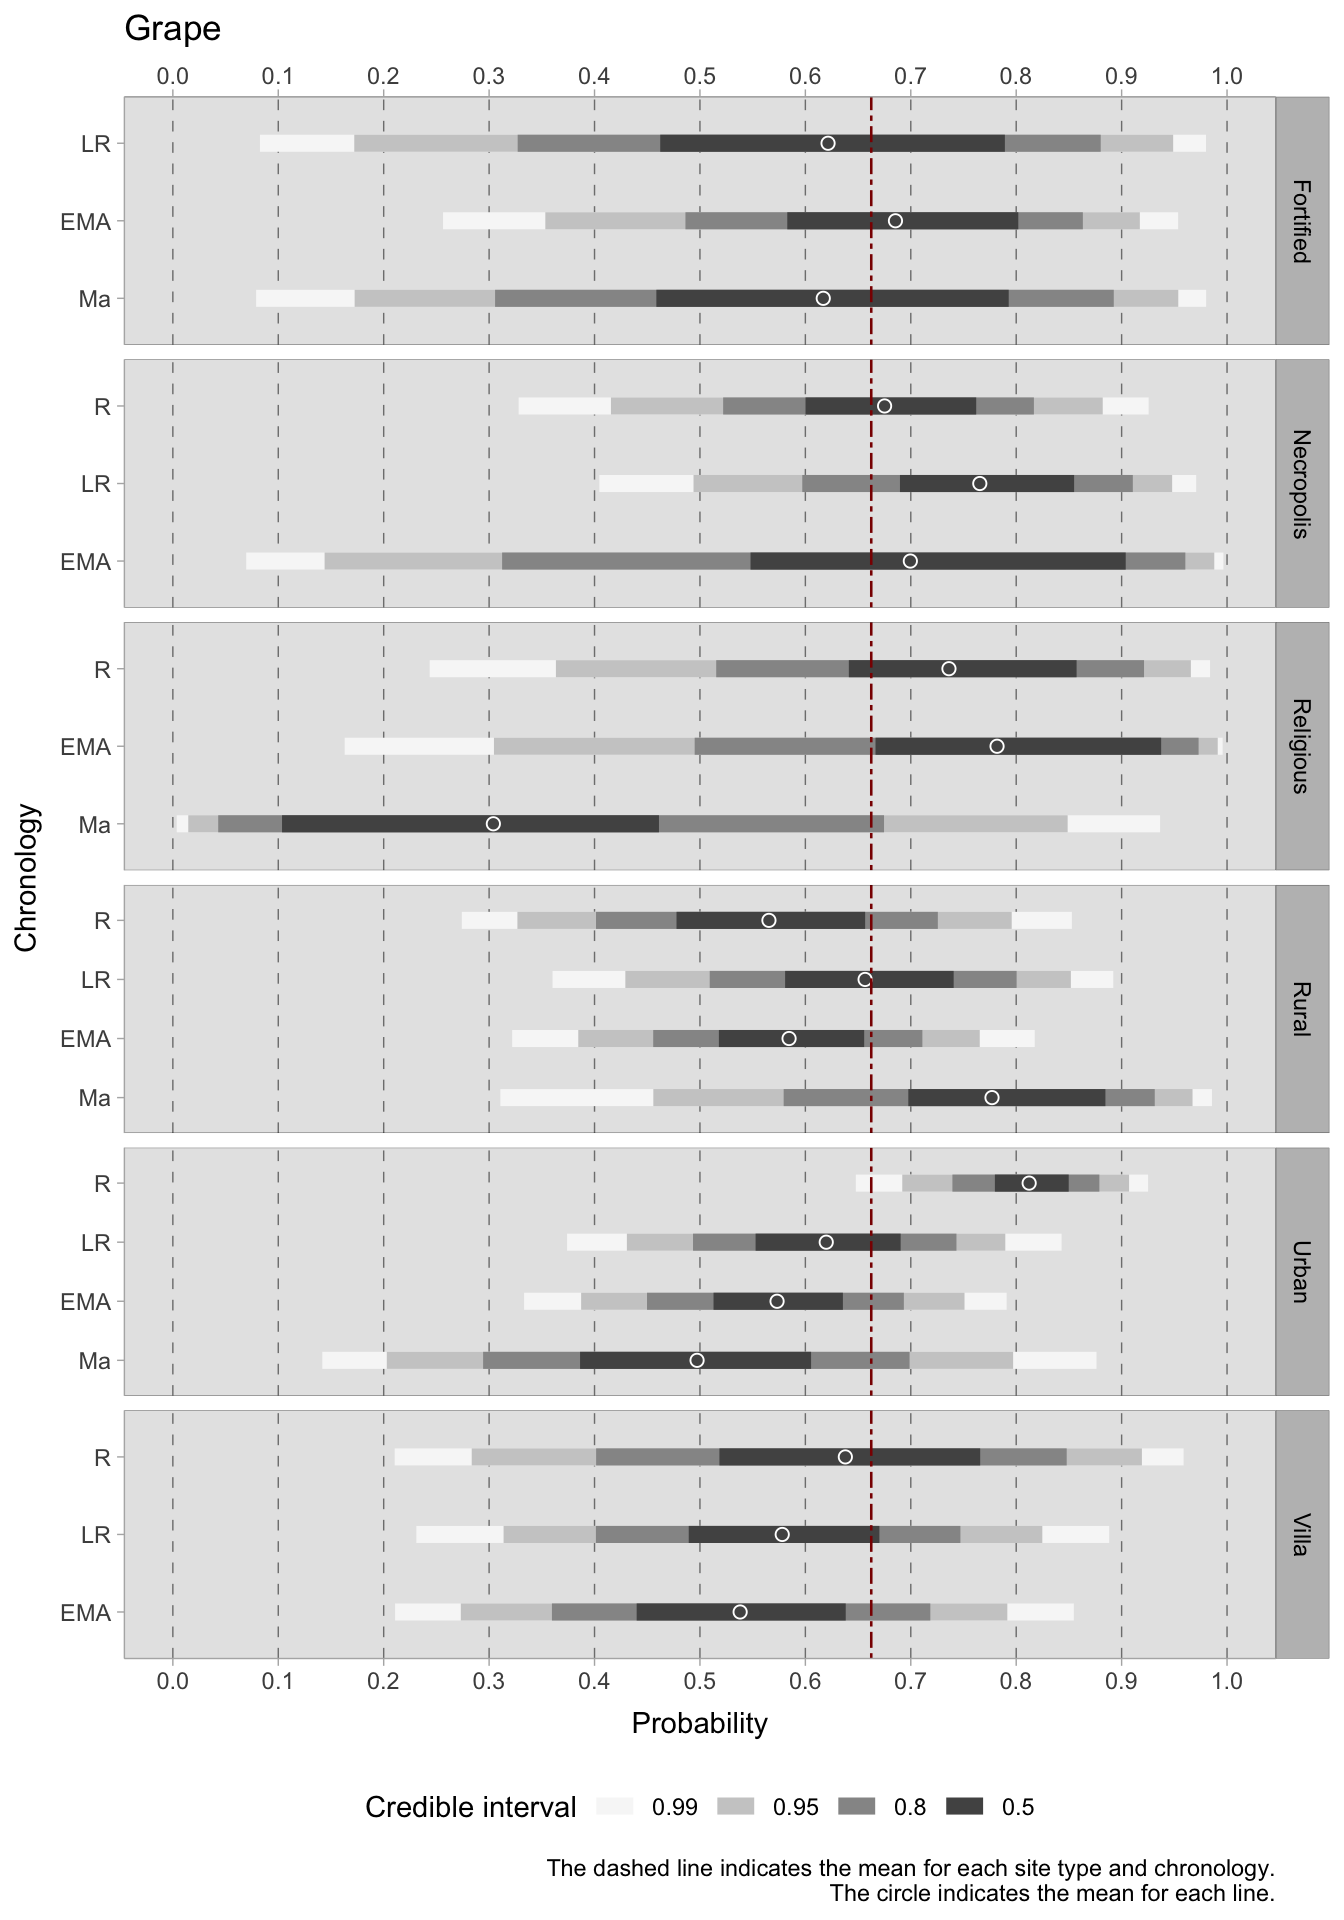 Grape
0.0 0.1 0.2 0.3 0.4 0.5 0.6 0.7 0.8 0.9 1.0
LR
EMA
Ma
Fortified
R
LR
EMA
Necropolis
R
EMA
Ma
Religious
R
LR
EMA
Ma
Rural
R
LR
EMA
Ma
Urban
R
LR
EMA
Villa
Chronology
0.0 0.1 0.2 0.3 0.4 0.5 0.6 0.7 0.8 0.9 1.0
Probability
Credible interval 0.99 0.95 0.8 0.5
The dashed line indicates the mean for each site type and chronology.
The circle indicates the mean for each line.